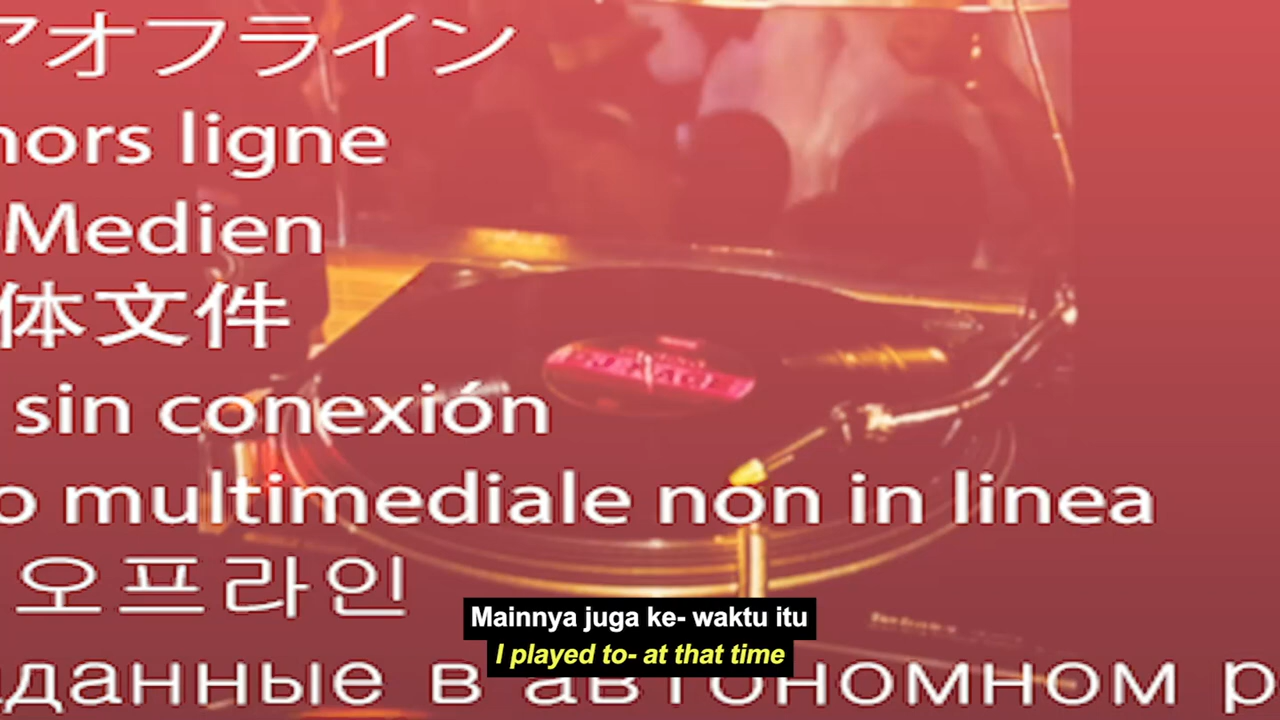 アオフライン
hors ligne
Medien
体文件
sin conexión
o multimediale non in linea
오프라인
данные в автономном р
Mainnya juga ke- waktu itu
I played to- at that time